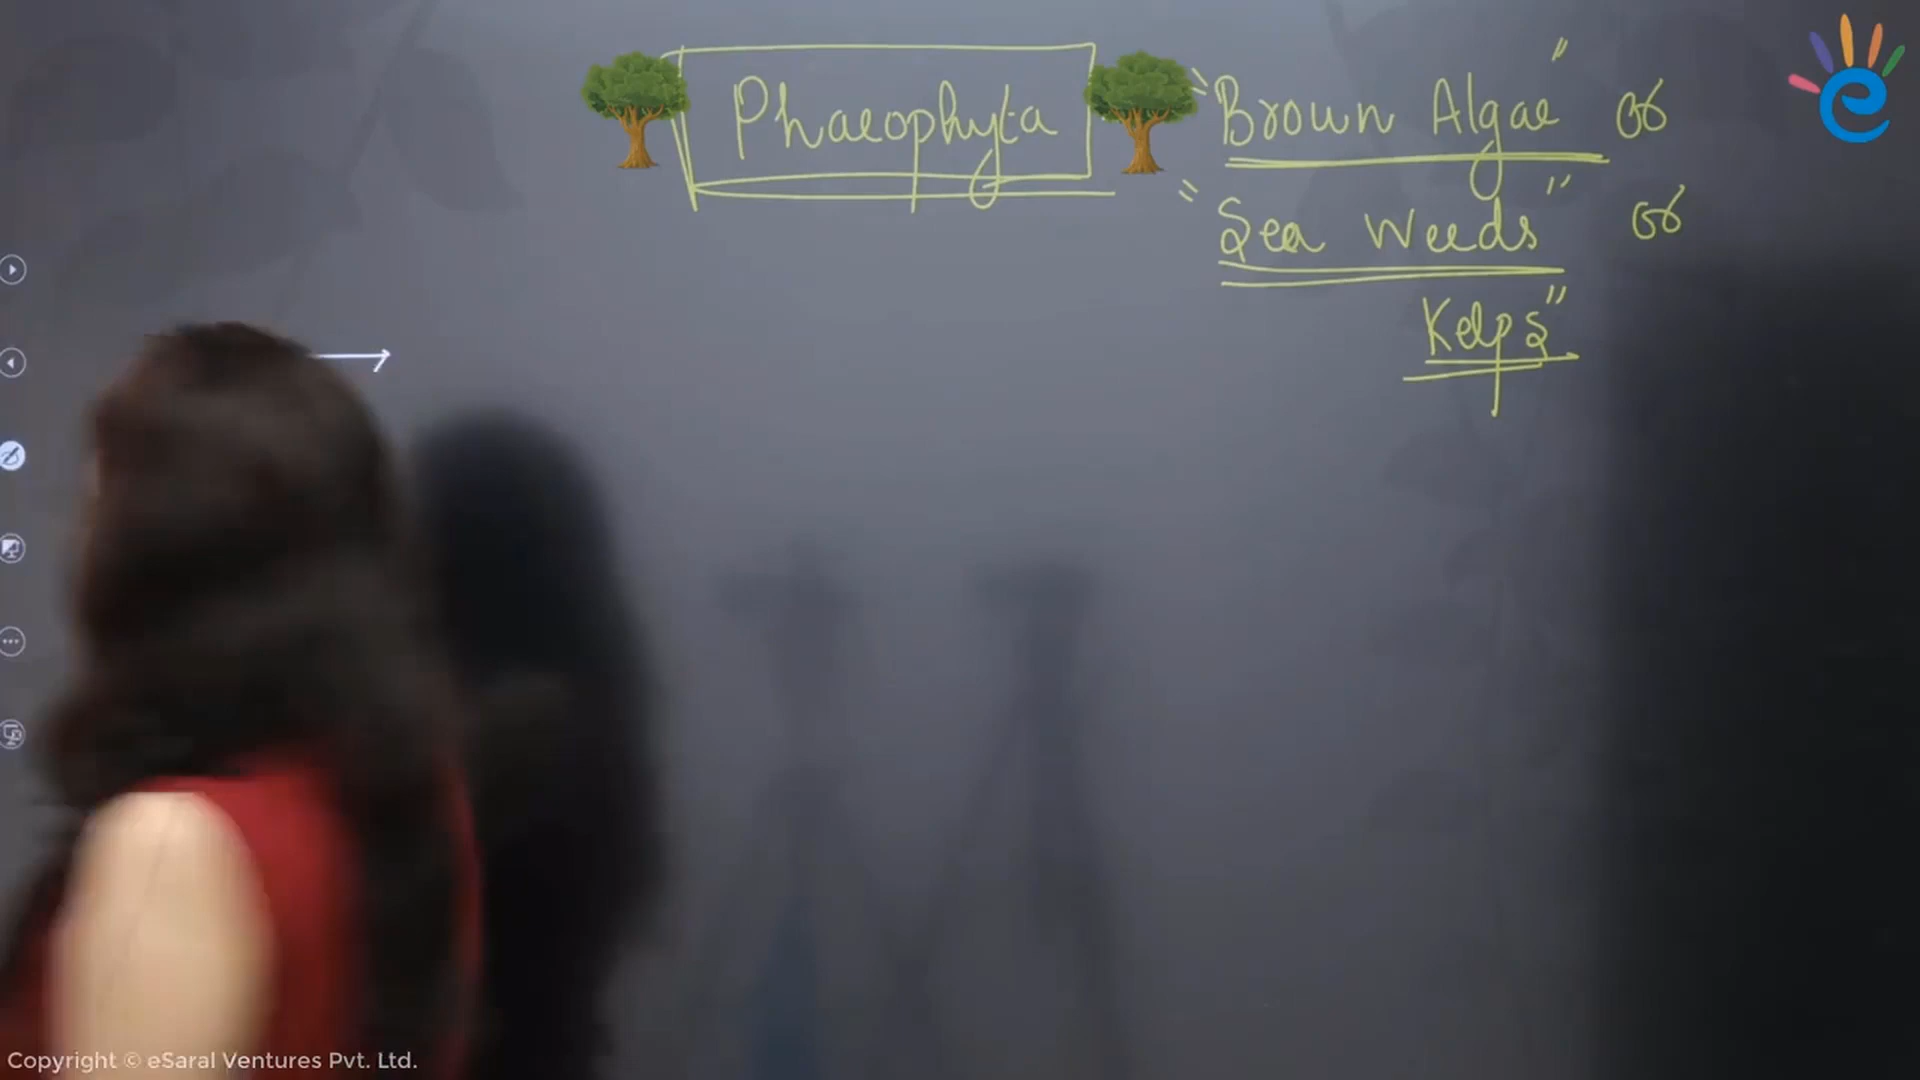 Phaeophyta "Brown Algae" or
"Sea Weeds" or
Kelps"
Copyright © eSaral Ventures Pvt. Ltd.